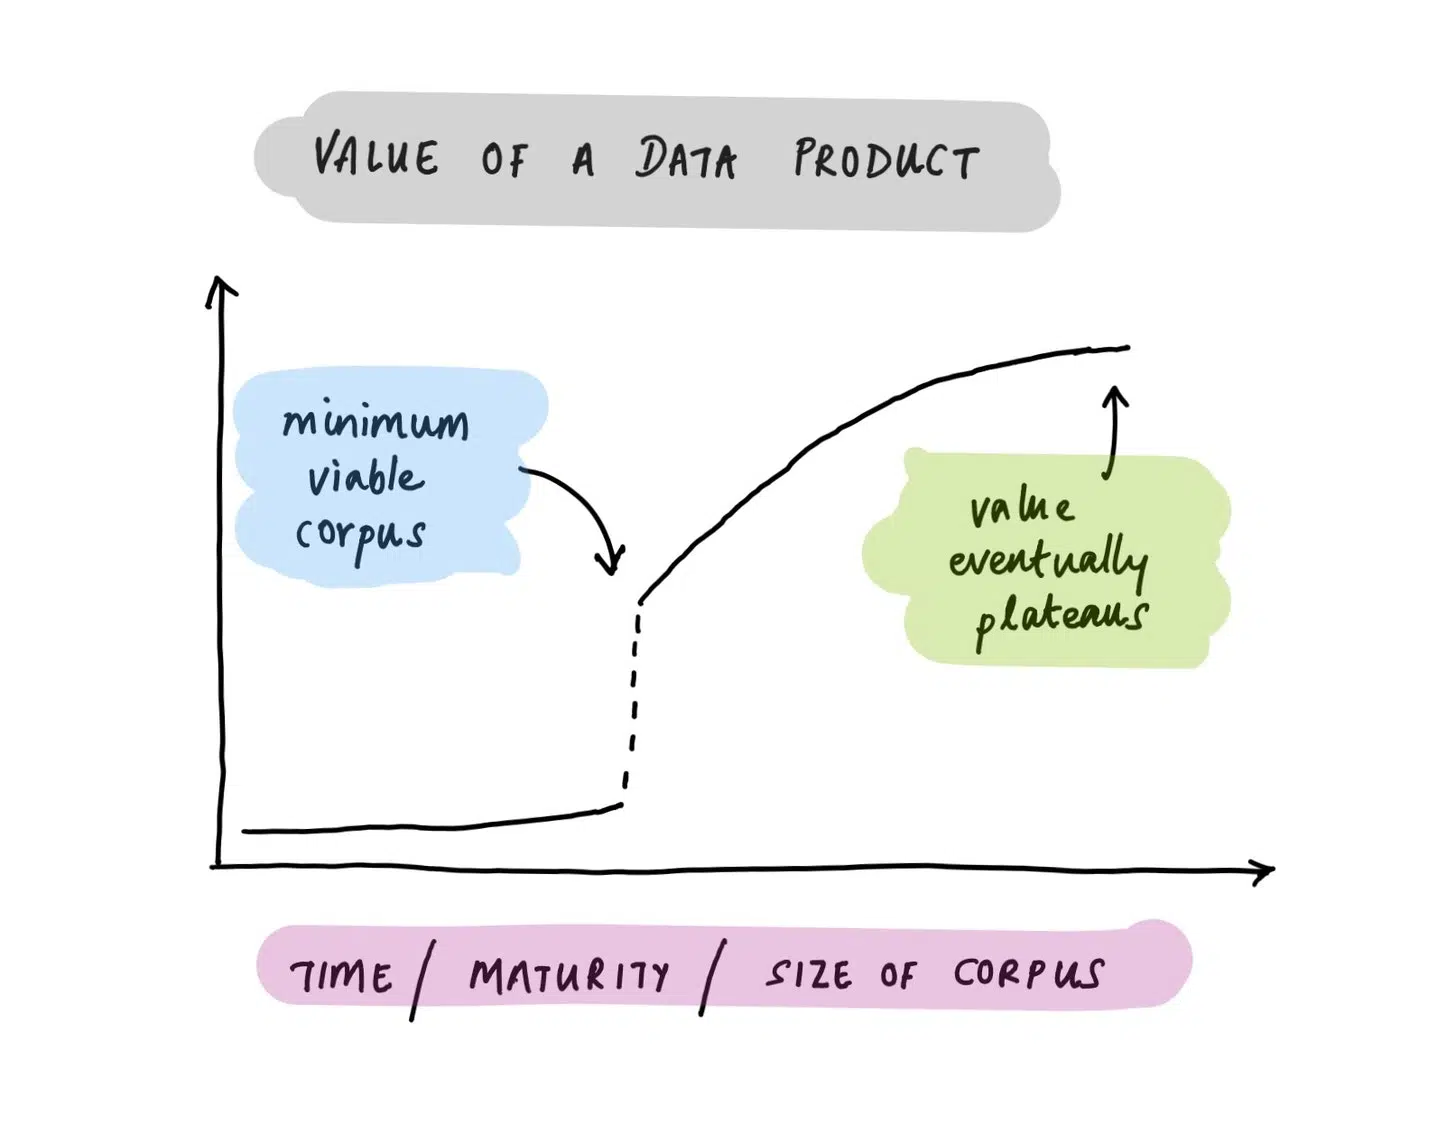 VALUE OF A DATA PRODUCT
minimum
viable
corpus
value
eventually
plateaus
TIME / MATURITY / SIZE OF CORPUS